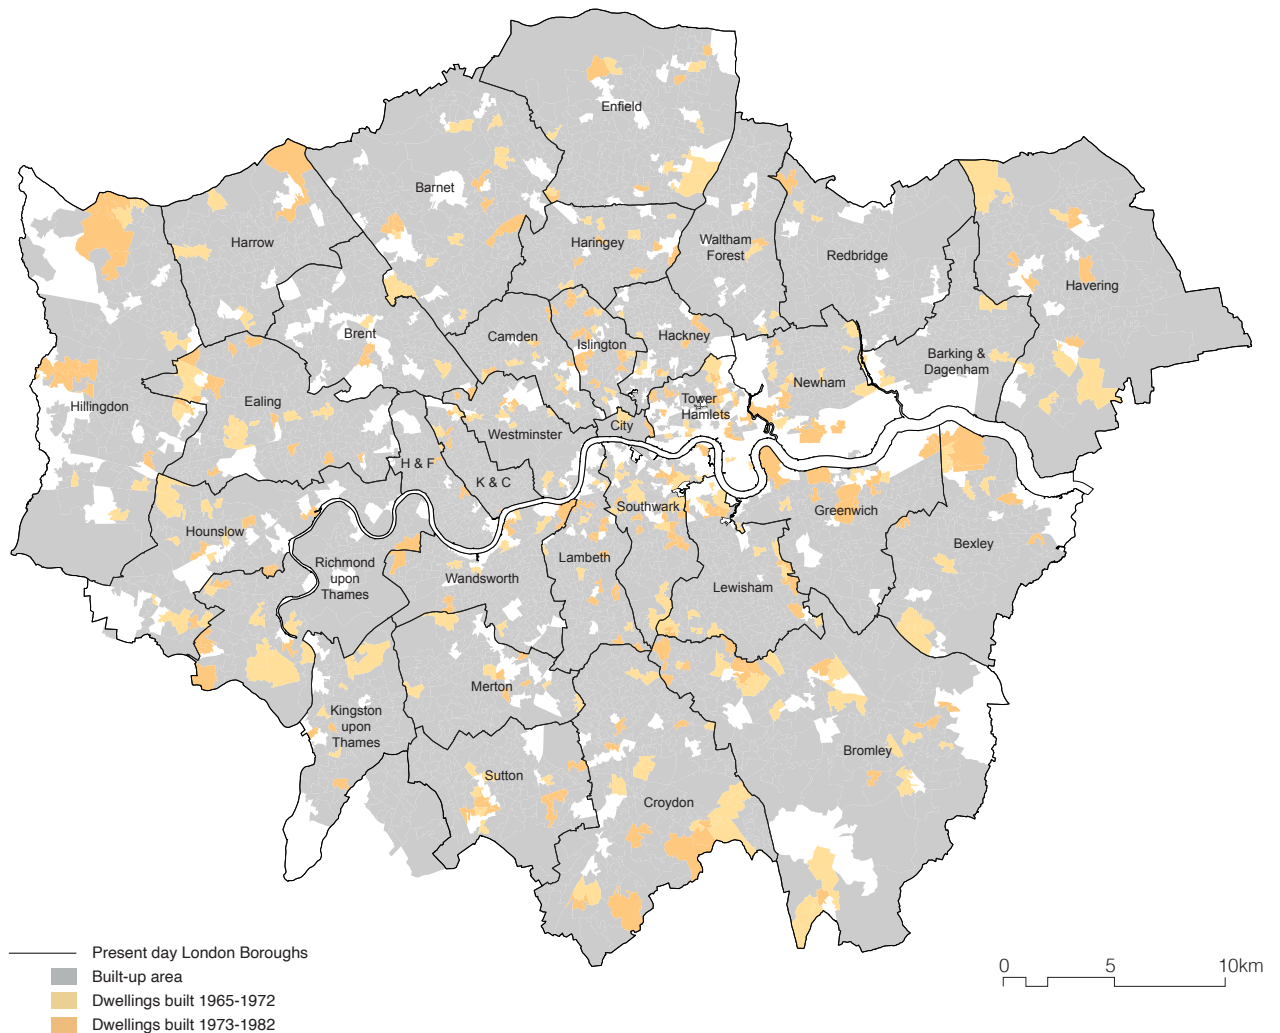 Enfield
Barnet
Harrow
Haringey
Waltham
Forest
Redbridge
Havering
Brent
Camden
Islington
Hackney
Barking &
Dagenham
Newham
Hillingdon
Ealing
Tower
Hamlets
Westminster
City
H & F
K & C
Southwark
Greenwich
Hounslow
Bexley
Richmond
upon
Thames
Wandsworth
Lambeth
Lewisham
Merton
Kingston
upon
Thames
Bromley
Sutton
Croydon
Present day London Boroughs
Built-up area
Dwellings built 1965-1972
Dwellings built 1973-1982
0 5 10km